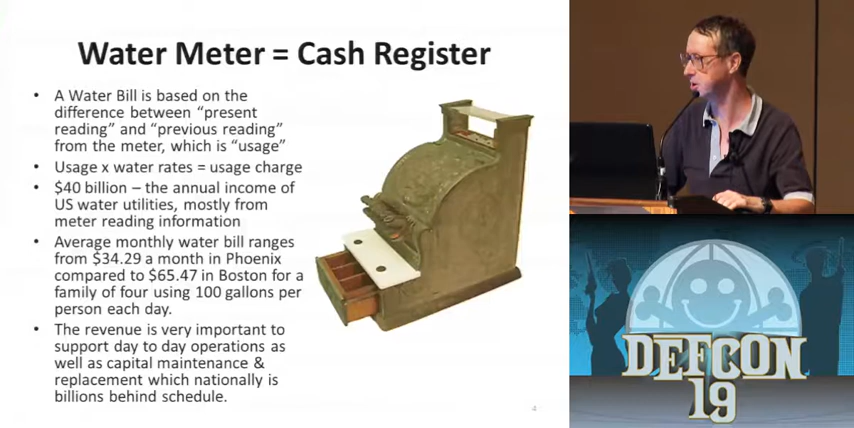 Water Meter = Cash Register
• A Water Bill is based on the
difference between “present
reading” and “previous reading”
from the meter, which is “usage”
• Usage x water rates = usage charge
• $40 billion – the annual income of
US water utilities, mostly from
meter reading information
• Average monthly water bill ranges
from $34.29 a month in Phoenix
compared to $65.47 in Boston for a
family of four using 100 gallons per
person each day.
• The revenue is very important to
support day to day operations as
well as capital maintenance &
replacement which nationally is
billions behind schedule.
4
DEFCON
19